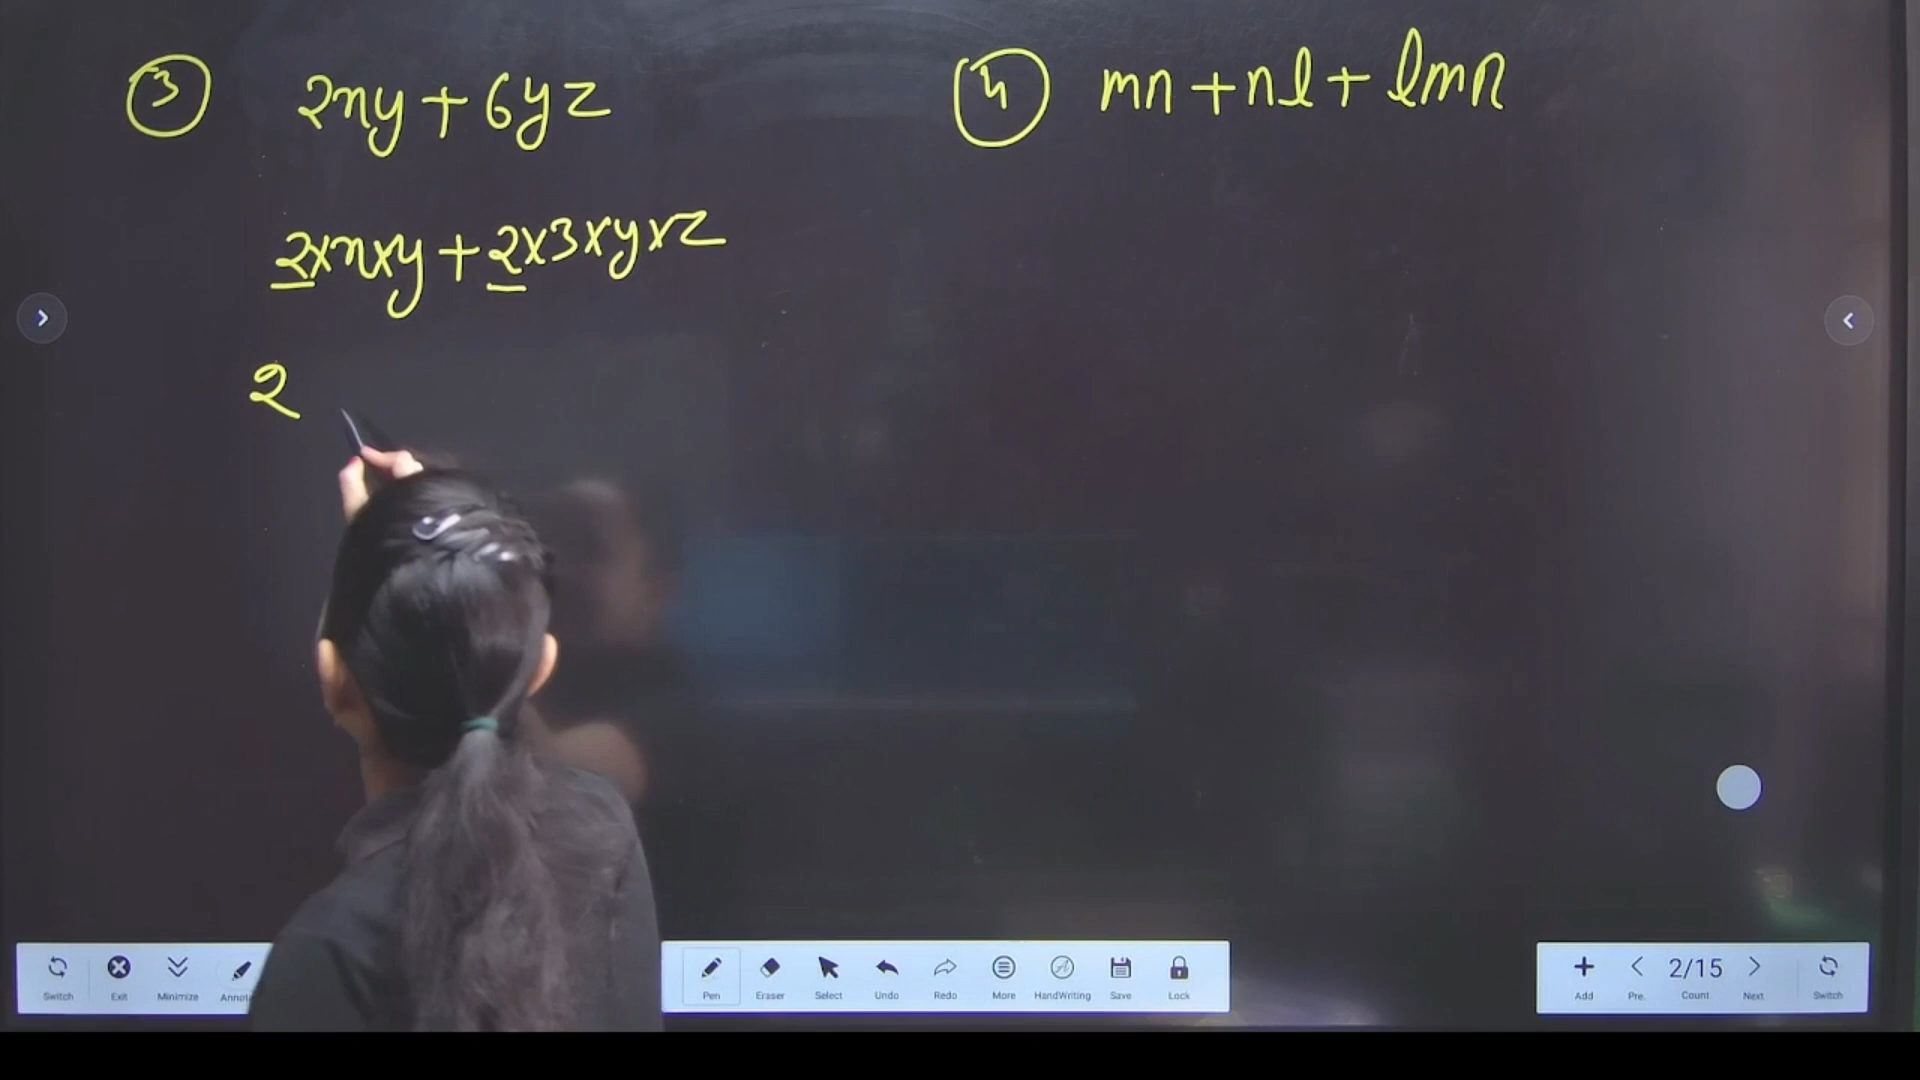 ③ 2xy + 6yz
④ mn + nl + lmn
2×x×y + 2×3×y×z
2
Switch Exit Minimize
Pen Eraser Select Undo Redo More HandWriting Save Lock
Add Pre. 2/15 Count Next Switch